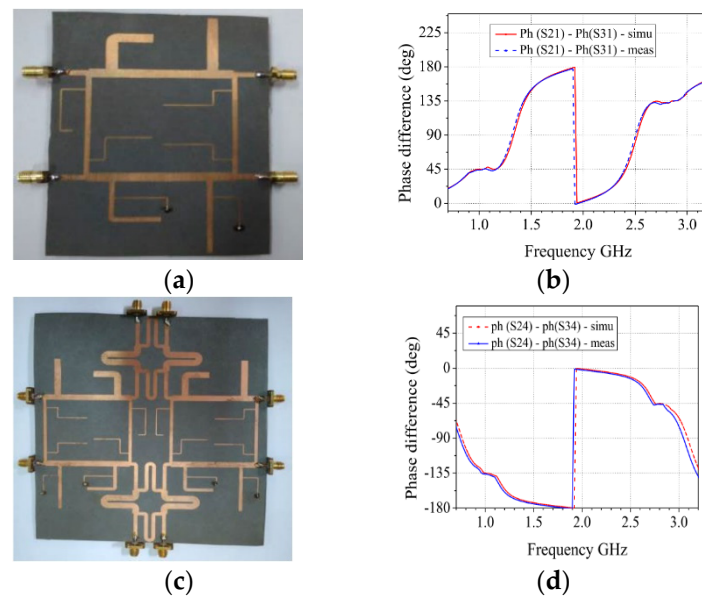 225
180
135
90
45
0
Phase difference (deg)
Ph (S21) - Ph(S31) - simu
Ph (S21) - Ph(S31) - meas
1.0 1.5 2.0 2.5 3.0
Frequency GHz
(a) (b)
45
0
-45
-90
-135
-180
Phase difference (deg)
ph (S24) - ph(S34) - simu
ph (S24) - ph(S34) - meas
1.0 1.5 2.0 2.5 3.0
Frequency GHz
(c) (d)